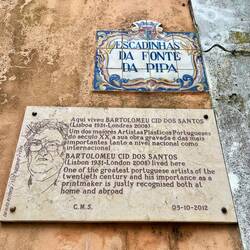 ESCADINHAS
DA FONTE
DA PIPA
Aqui viveu BARTOLOMEU CID DOS SANTOS
(Lisboa 1931-Londres 2008)
Um dos maiores Artistas Plásticos Portugueses
do século XX, a sua obra gravada é das mais
importantes tanto a nível nacional como
internacional.
BARTOLOMEU CID DOS SANTOS
(Lisbon 1931-London 2008) lived here
One of the greatest portuguese artists of the
twentieth century and his importance as a
printmaker is justly recognised both at
home and abroad
C.M.S.
05-10-2012